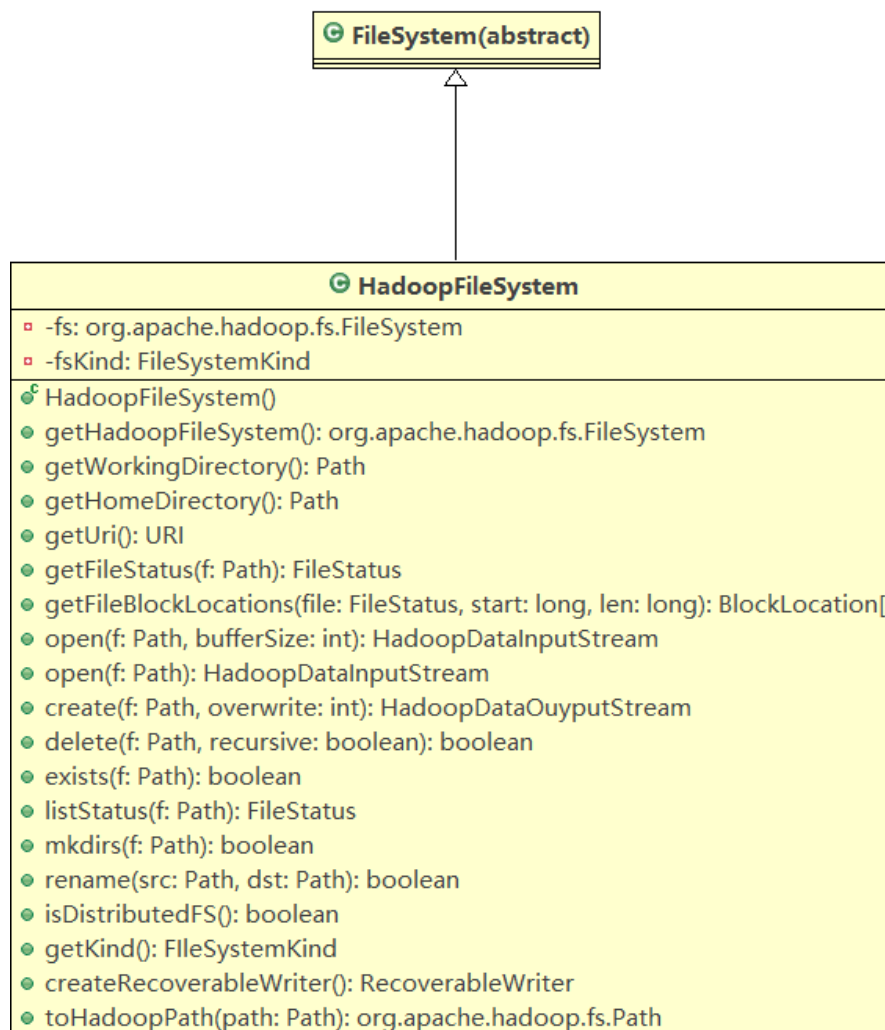 FileSystem(abstract)
HadoopFileSystem
-fs: org.apache.hadoop.fs.FileSystem
-fsKind: FileSystemKind
HadoopFileSystem()
getHadoopFileSystem(): org.apache.hadoop.fs.FileSystem
getWorkingDirectory(): Path
getHomeDirectory(): Path
getUri(): URI
getFileStatus(f: Path): FileStatus
getFileBlockLocations(file: FileStatus, start: long, len: long): BlockLocation[
open(f: Path, bufferSize: int): HadoopDataInputStream
open(f: Path): HadoopDataInputStream
create(f: Path, overwrite: int): HadoopDataOuyputStream
delete(f: Path, recursive: boolean): boolean
exists(f: Path): boolean
listStatus(f: Path): FileStatus
mkdirs(f: Path): boolean
rename(src: Path, dst: Path): boolean
isDistributedFS(): boolean
getKind(): FIleSystemKind
createRecoverableWriter(): RecoverableWriter
toHadoopPath(path: Path): org.apache.hadoop.fs.Path